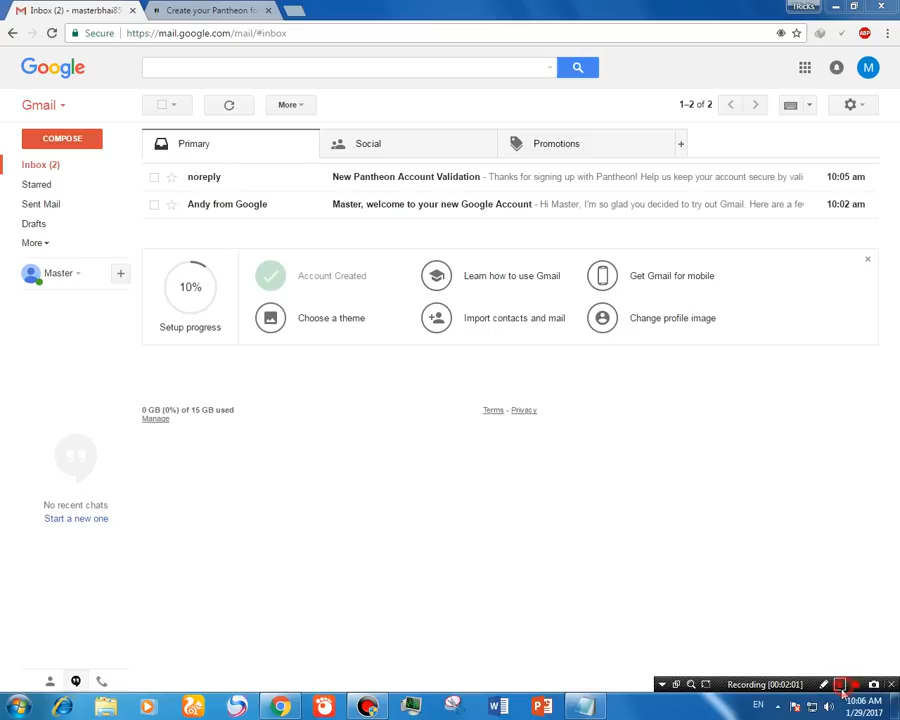 Inbox (2) - masterbhai85
Create your Pantheon fo
TRicKs
Secure
https://mail.google.com/mail/#inbox
ABP
Google
M
Gmail
More
1–2 of 2
COMPOSE
Primary
Social
Promotions
+
Inbox (2)
Starred
Sent Mail
Drafts
More
noreply
New Pantheon Account Validation - Thanks for signing up with Pantheon! Help us keep your account secure by vali
10:05 am
Andy from Google
Master, welcome to your new Google Account - Hi Master, I'm so glad you decided to try out Gmail. Here are a fe
10:02 am
Master
+
10%
Setup progress
Account Created
Learn how to use Gmail
Get Gmail for mobile
Choose a theme
Import contacts and mail
Change profile image
0 GB (0%) of 15 GB used
Manage
Terms - Privacy
No recent chats
Start a new one
Recording [00:02:01]
EN
10:06 AM
1/29/2017